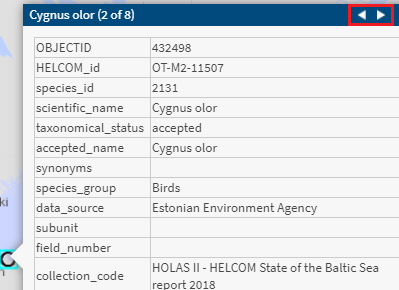 Cygnus olor (2 of 8)
OBJECTID 432498
HELCOM_id OT-M2-11507
species_id 2131
scientific_name Cygnus olor
taxonomical_status accepted
accepted_name Cygnus olor
synonyms
species_group Birds
data_source Estonian Environment Agency
subunit
field_number
collection_code HOLAS II - HELCOM State of the Baltic Sea
report 2018
ki